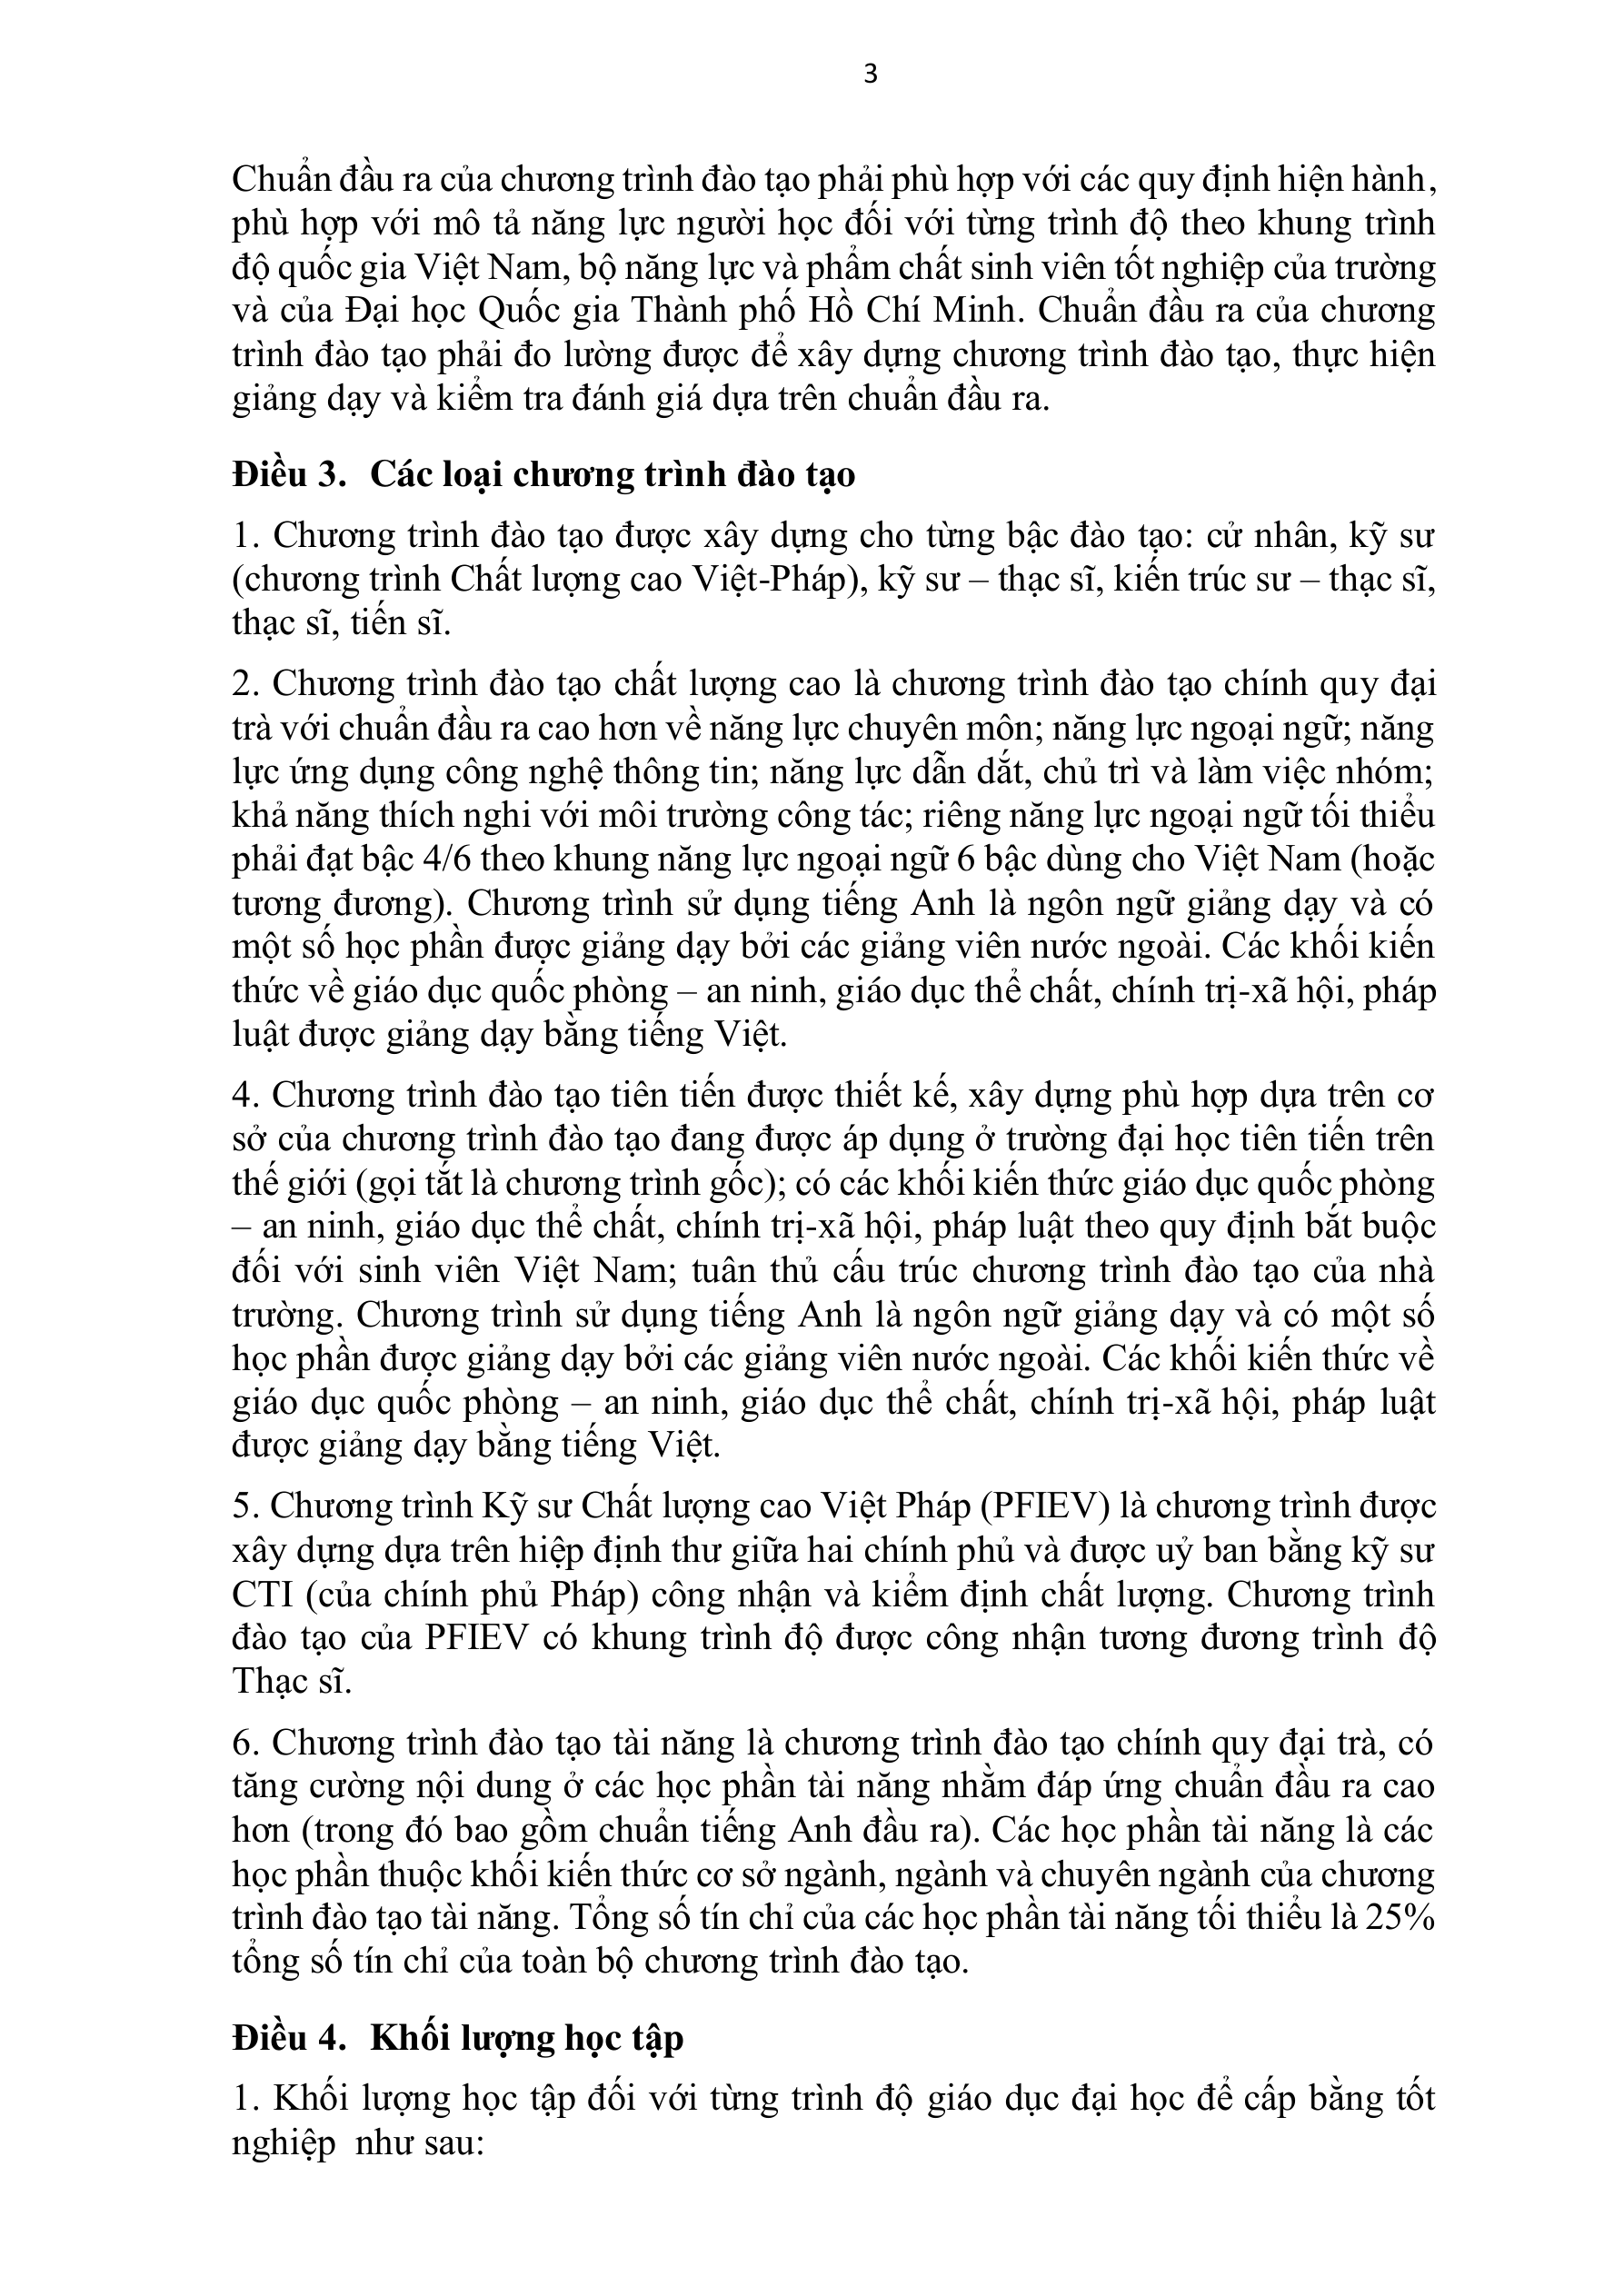 3
Chuẩn đầu ra của chương trình đào tạo phải phù hợp với các quy định hiện hành,
phù hợp với mô tả năng lực người học đối với từng trình độ theo khung trình
độ quốc gia Việt Nam, bộ năng lực và phẩm chất sinh viên tốt nghiệp của trường
và của Đại học Quốc gia Thành phố Hồ Chí Minh. Chuẩn đầu ra của chương
trình đào tạo phải đo lường được để xây dựng chương trình đào tạo, thực hiện
giảng dạy và kiểm tra đánh giá dựa trên chuẩn đầu ra.
Điều 3. Các loại chương trình đào tạo
1. Chương trình đào tạo được xây dựng cho từng bậc đào tạo: cử nhân, kỹ sư
(chương trình Chất lượng cao Việt-Pháp), kỹ sư – thạc sĩ, kiến trúc sư – thạc sĩ,
thạc sĩ, tiến sĩ.
2. Chương trình đào tạo chất lượng cao là chương trình đào tạo chính quy đại
trà với chuẩn đầu ra cao hơn về năng lực chuyên môn; năng lực ngoại ngữ; năng
lực ứng dụng công nghệ thông tin; năng lực dẫn dắt, chủ trì và làm việc nhóm;
khả năng thích nghi với môi trường công tác; riêng năng lực ngoại ngữ tối thiểu
phải đạt bậc 4/6 theo khung năng lực ngoại ngữ 6 bậc dùng cho Việt Nam (hoặc
tương đương). Chương trình sử dụng tiếng Anh là ngôn ngữ giảng dạy và có
một số học phần được giảng dạy bởi các giảng viên nước ngoài. Các khối kiến
thức về giáo dục quốc phòng – an ninh, giáo dục thể chất, chính trị-xã hội, pháp
luật được giảng dạy bằng tiếng Việt.
4. Chương trình đào tạo tiên tiến được thiết kế, xây dựng phù hợp dựa trên cơ
sở của chương trình đào tạo đang được áp dụng ở trường đại học tiên tiến trên
thế giới (gọi tắt là chương trình gốc); có các khối kiến thức giáo dục quốc phòng
– an ninh, giáo dục thể chất, chính trị-xã hội, pháp luật theo quy định bắt buộc
đối với sinh viên Việt Nam; tuân thủ cấu trúc chương trình đào tạo của nhà
trường. Chương trình sử dụng tiếng Anh là ngôn ngữ giảng dạy và có một số
học phần được giảng dạy bởi các giảng viên nước ngoài. Các khối kiến thức về
giáo dục quốc phòng – an ninh, giáo dục thể chất, chính trị-xã hội, pháp luật
được giảng dạy bằng tiếng Việt.
5. Chương trình Kỹ sư Chất lượng cao Việt Pháp (PFIEV) là chương trình được
xây dựng dựa trên hiệp định thư giữa hai chính phủ và được uỷ ban bằng kỹ sư
CTI (của chính phủ Pháp) công nhận và kiểm định chất lượng. Chương trình
đào tạo của PFIEV có khung trình độ được công nhận tương đương trình độ
Thạc sĩ.
6. Chương trình đào tạo tài năng là chương trình đào tạo chính quy đại trà, có
tăng cường nội dung ở các học phần tài năng nhằm đáp ứng chuẩn đầu ra cao
hơn (trong đó bao gồm chuẩn tiếng Anh đầu ra). Các học phần tài năng là các
học phần thuộc khối kiến thức cơ sở ngành, ngành và chuyên ngành của chương
trình đào tạo tài năng. Tổng số tín chỉ của các học phần tài năng tối thiểu là 25%
tổng số tín chỉ của toàn bộ chương trình đào tạo.
Điều 4. Khối lượng học tập
1. Khối lượng học tập đối với từng trình độ giáo dục đại học để cấp bằng tốt
nghiệp như sau: